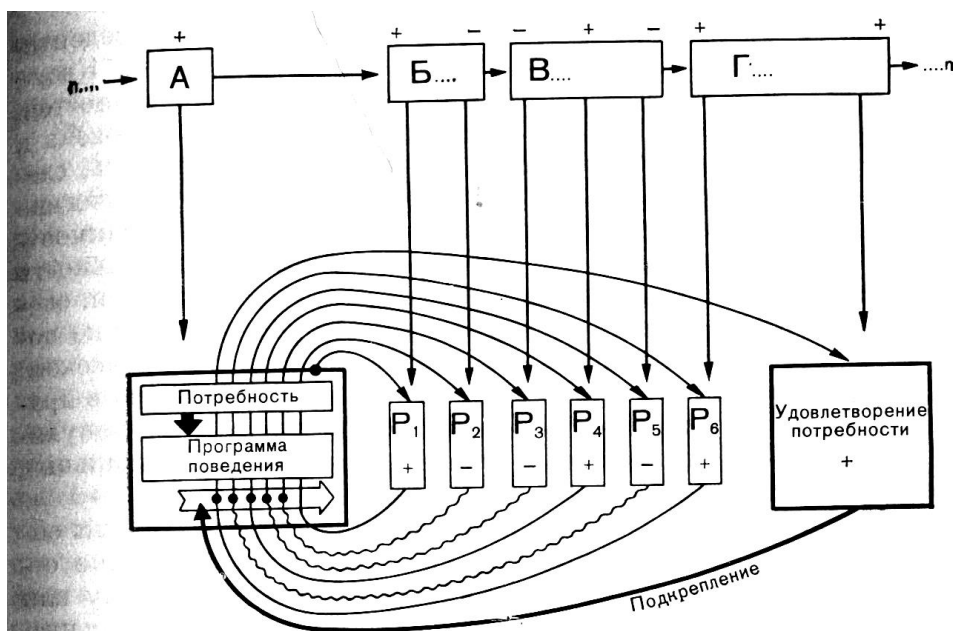 + + − − + − + +
п.... А Б.... В.... Г.... ....п
Потребность
Программа
поведения
Р₁ Р₂ Р₃ Р₄ Р₅ Р₆
+ − − + − +
Удовлетворение
потребности
+
Подкрепление